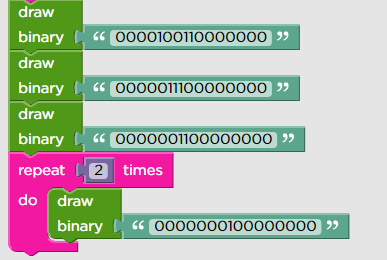 draw
binary “ 0000100110000000 ”
draw
binary “ 0000011100000000 ”
draw
binary “ 0000001100000000 ”
repeat 2 times
do draw
binary “ 0000000100000000 ”